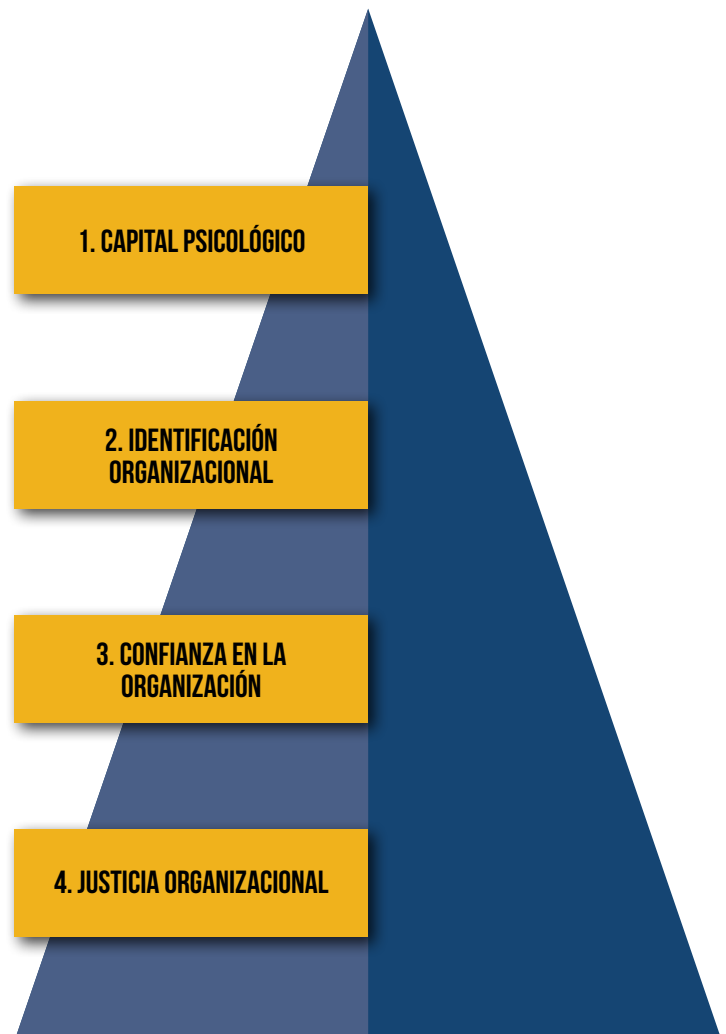 1. CAPITAL PSICOLÓGICO
2. IDENTIFICACIÓN
ORGANIZACIONAL
3. CONFIANZA EN LA
ORGANIZACIÓN
4. JUSTICIA ORGANIZACIONAL